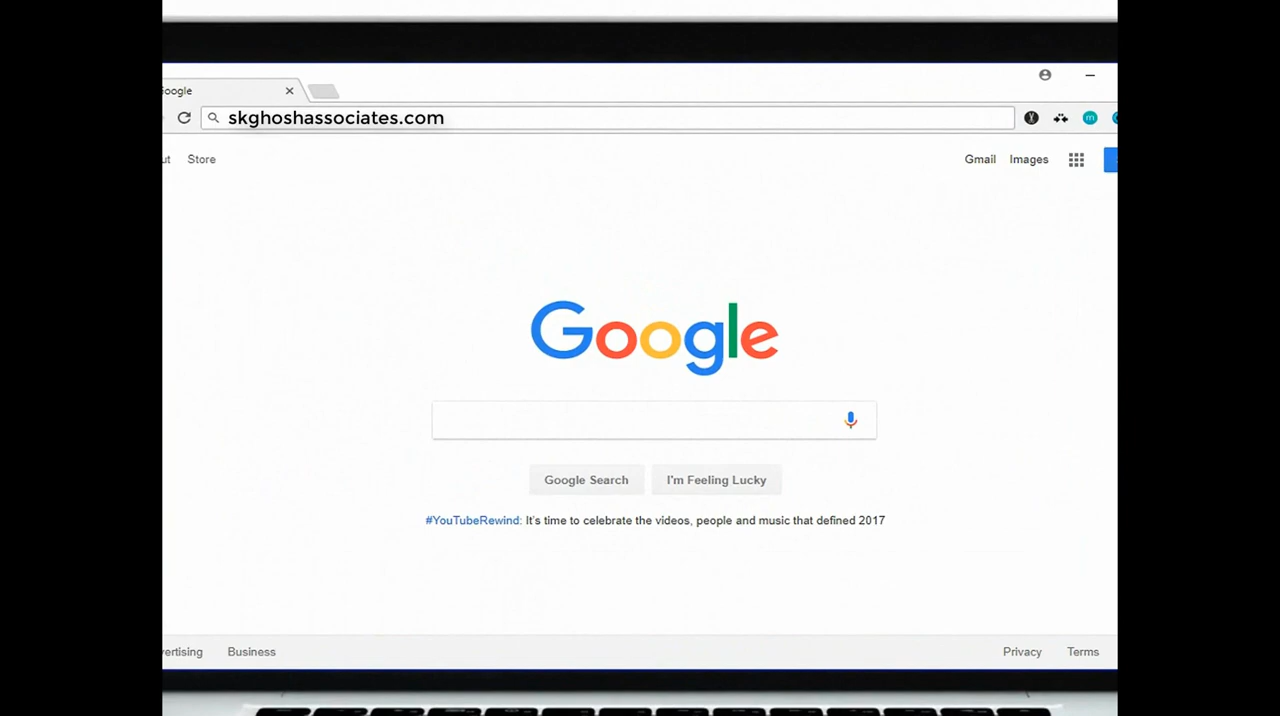 oogle
skghoshassociates.com
ut Store
Gmail Images
Google
Google Search I'm Feeling Lucky
#YouTubeRewind: It's time to celebrate the videos, people and music that defined 2017
vertising Business
Privacy Terms